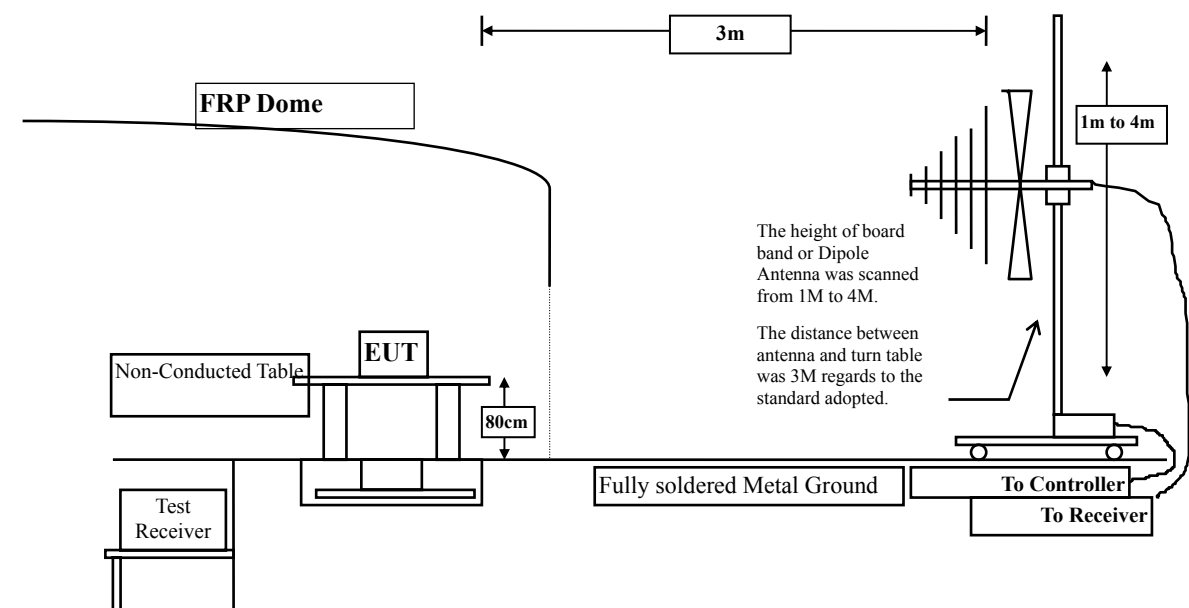 3m
FRP Dome
1m to 4m
The height of board
band or Dipole
Antenna was scanned
from 1M to 4M.
The distance between
antenna and turn table
was 3M regards to the
standard adopted.
EUT
Non-Conducted Table
80cm
Fully soldered Metal Ground
To Controller
To Receiver
Test
Receiver